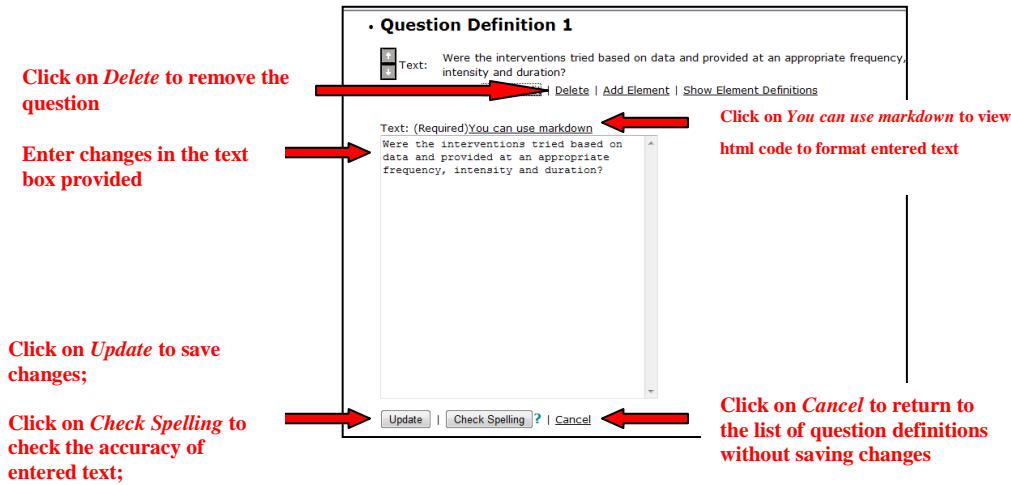 • Question Definition 1
Text: Were the interventions tried based on data and provided at an appropriate frequency,
intensity and duration?
| Delete | Add Element | Show Element Definitions
Click on Delete to remove the
question
Click on You can use markdown to view
html code to format entered text
Text: (Required)You can use markdown
Enter changes in the text
box provided
Were the interventions tried based on
data and provided at an appropriate
frequency, intensity and duration?
Click on Update to save
changes;
Click on Check Spelling to
check the accuracy of
entered text;
Update | Check Spelling ? | Cancel
Click on Cancel to return to
the list of question definitions
without saving changes